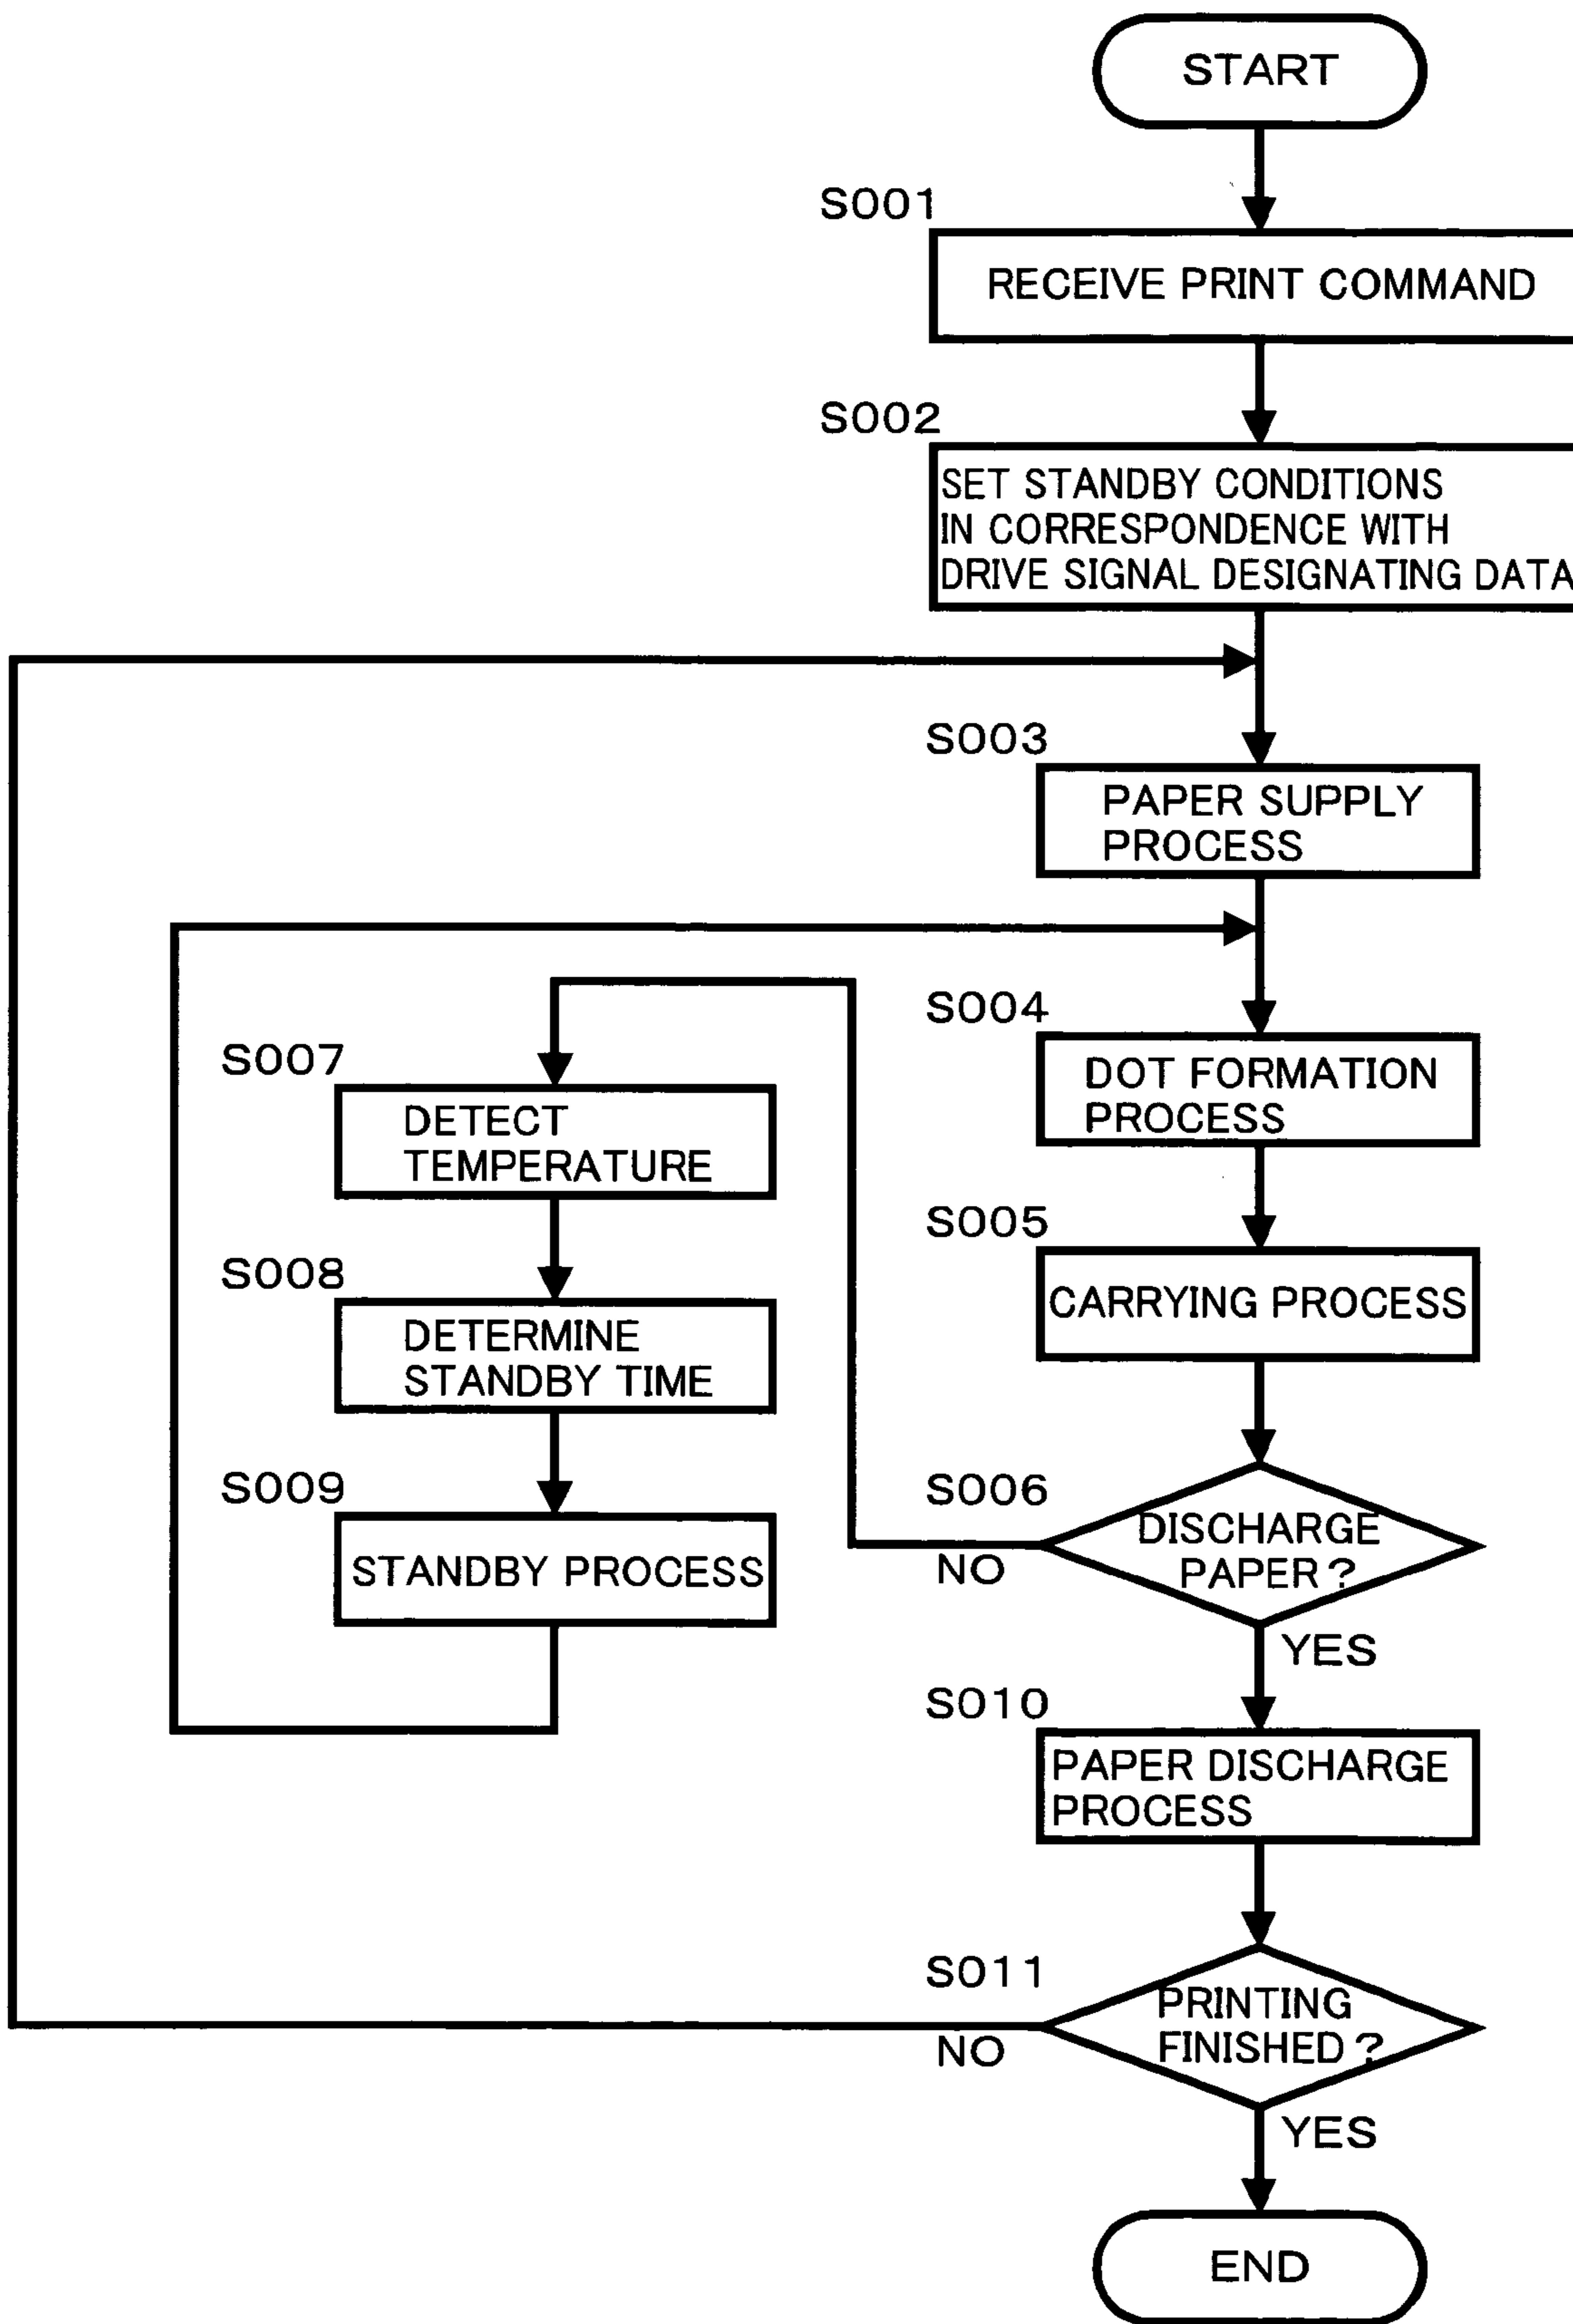 START
S001
RECEIVE PRINT COMMAND
S002
SET STANDBY CONDITIONS
IN CORRESPONDENCE WITH
DRIVE SIGNAL DESIGNATING DATA
S003
PAPER SUPPLY
PROCESS
S004
DOT FORMATION
PROCESS
S005
CARRYING PROCESS
S006
DISCHARGE
PAPER?
NO
YES
S007
DETECT
TEMPERATURE
S008
DETERMINE
STANDBY TIME
S009
STANDBY PROCESS
S010
PAPER DISCHARGE
PROCESS
S011
PRINTING
FINISHED?
NO
YES
END